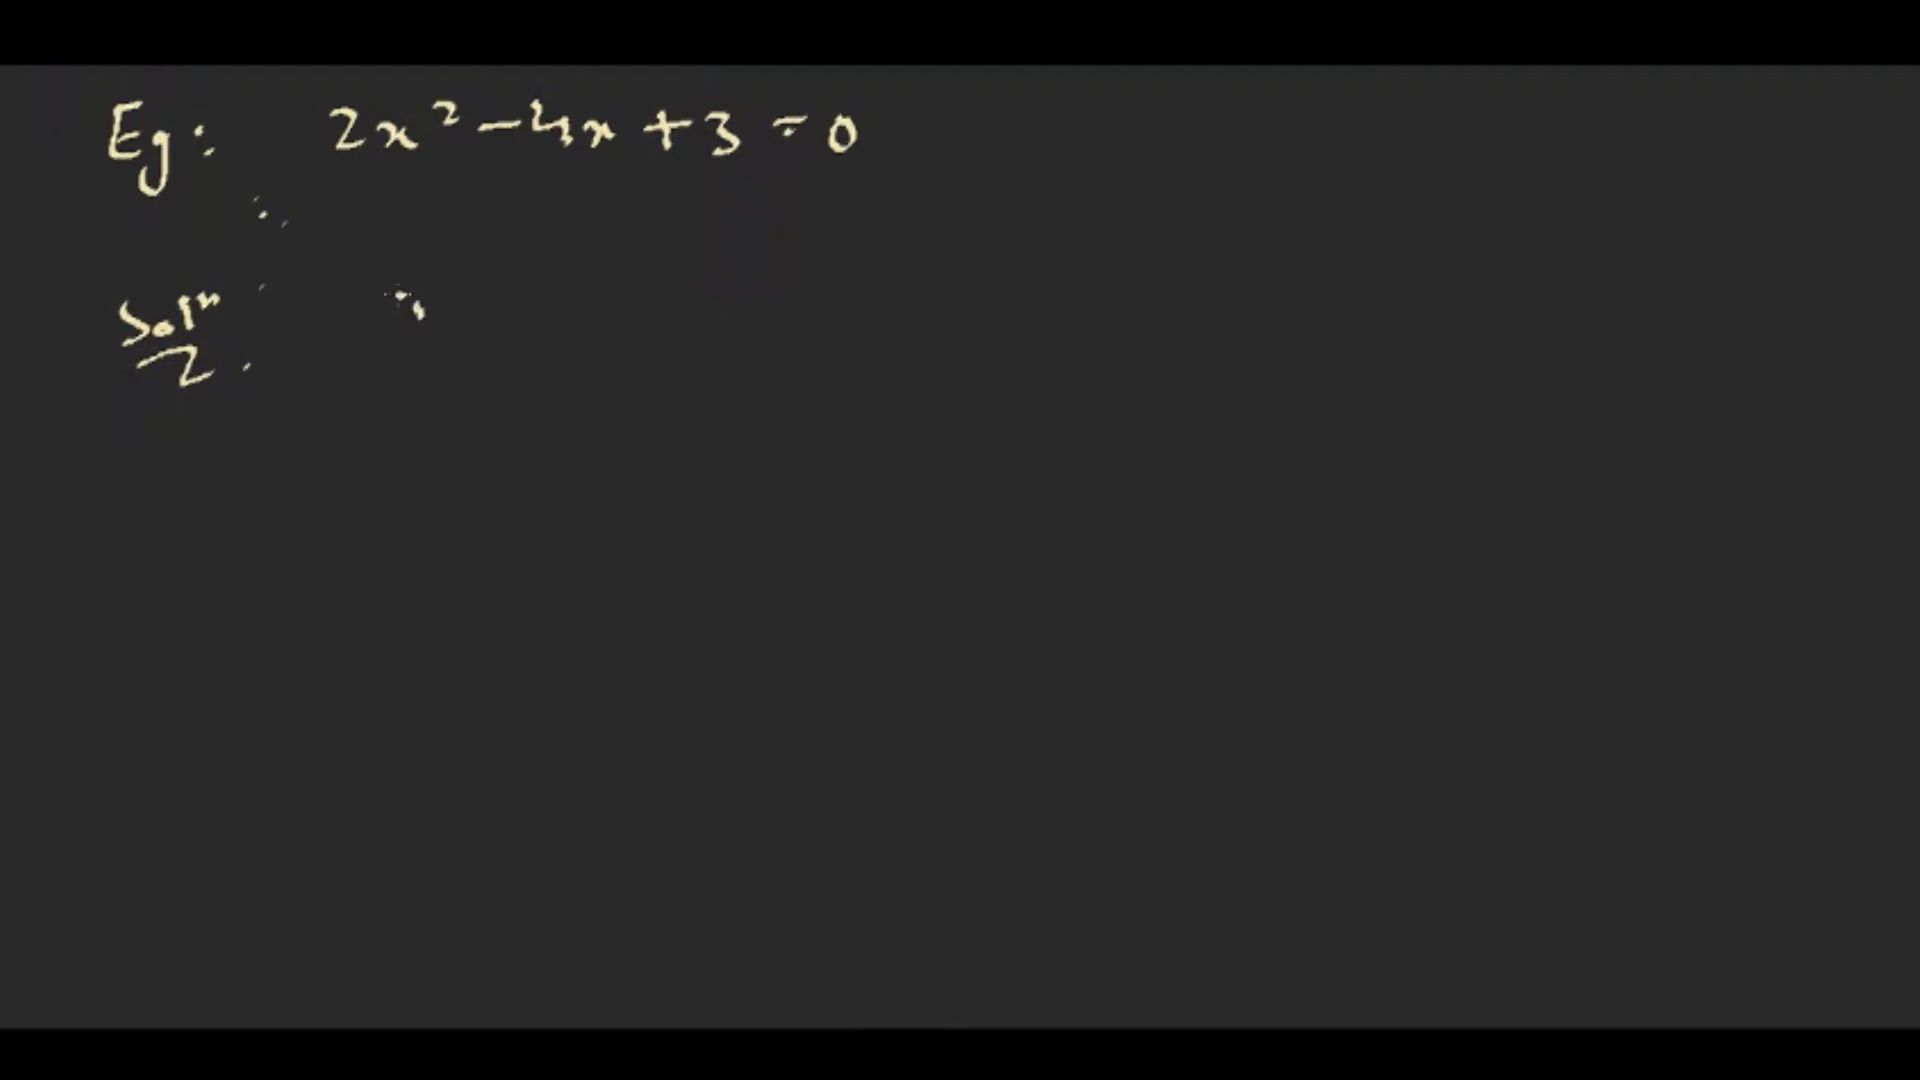 Eg: 2x² - 4x + 3 = 0
Solⁿ